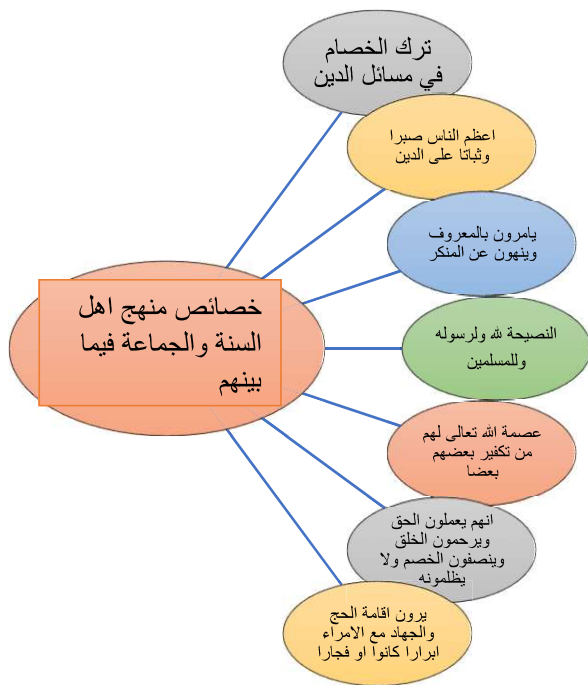 ترك الخصام
في مسائل الدين
اعظم الناس صبرا
وثباتا على الدين
يامرون بالمعروف
وينهون عن المنكر
خصائص منهج اهل
السنة والجماعة فيما
بينهم
النصيحة لله ولرسوله
وللمسلمين
عصمة الله تعالى لهم
من تكفير بعضهم
بعضا
انهم يعملون الحق
ويرحمون الخلق
وينصفون الخصم ولا
يظلمونه
يرون اقامة الحج
والجهاد مع الامراء
ابرارا كانوا او فجارا